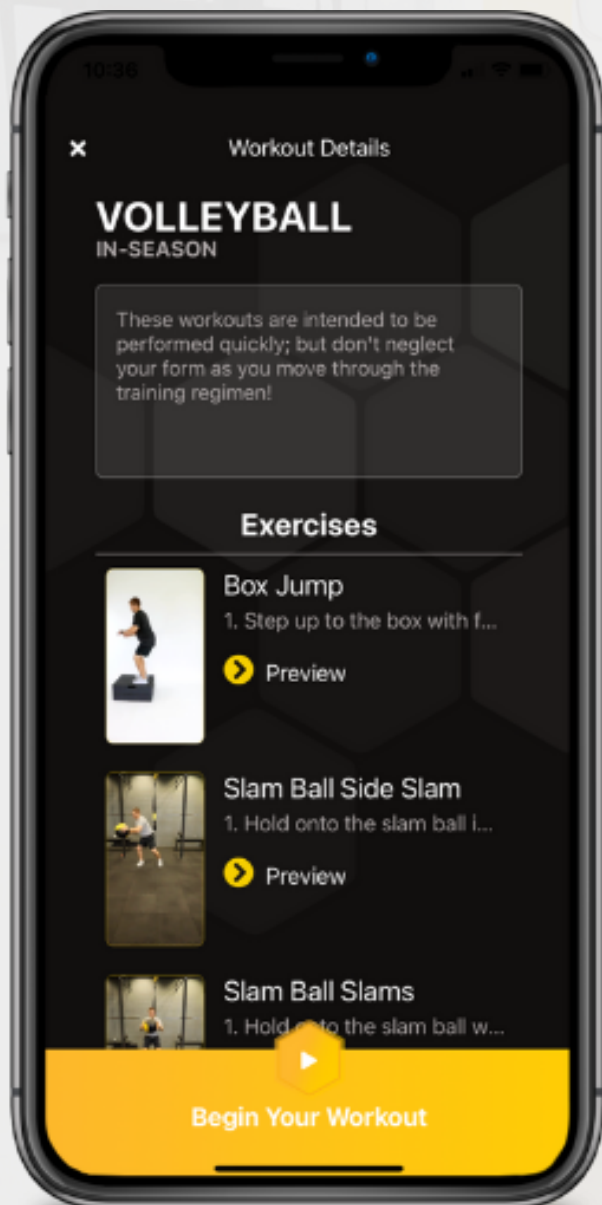 10:36
Workout Details
VOLLEYBALL
IN-SEASON
These workouts are intended to be
performed quickly; but don't neglect
your form as you move through the
training regimen!
Exercises
Box Jump
1. Step up to the box with f...
Preview
Slam Ball Side Slam
1. Hold onto the slam ball i...
Preview
Slam Ball Slams
1. Hold onto the slam ball w...
Begin Your Workout